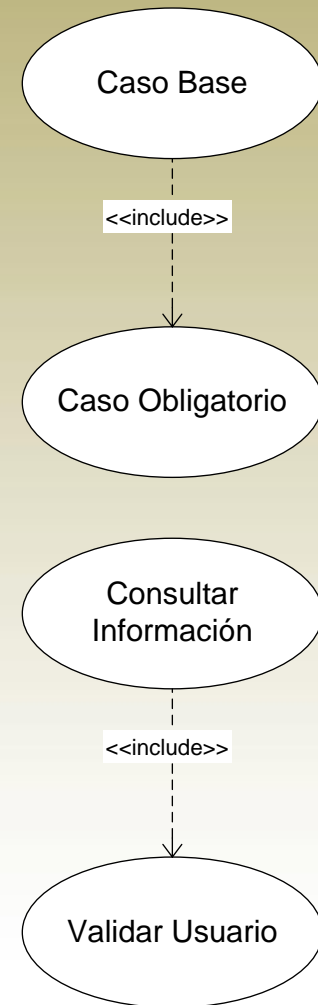 Caso Base
<<include>>
Caso Obligatorio
Consultar
Información
<<include>>
Validar Usuario